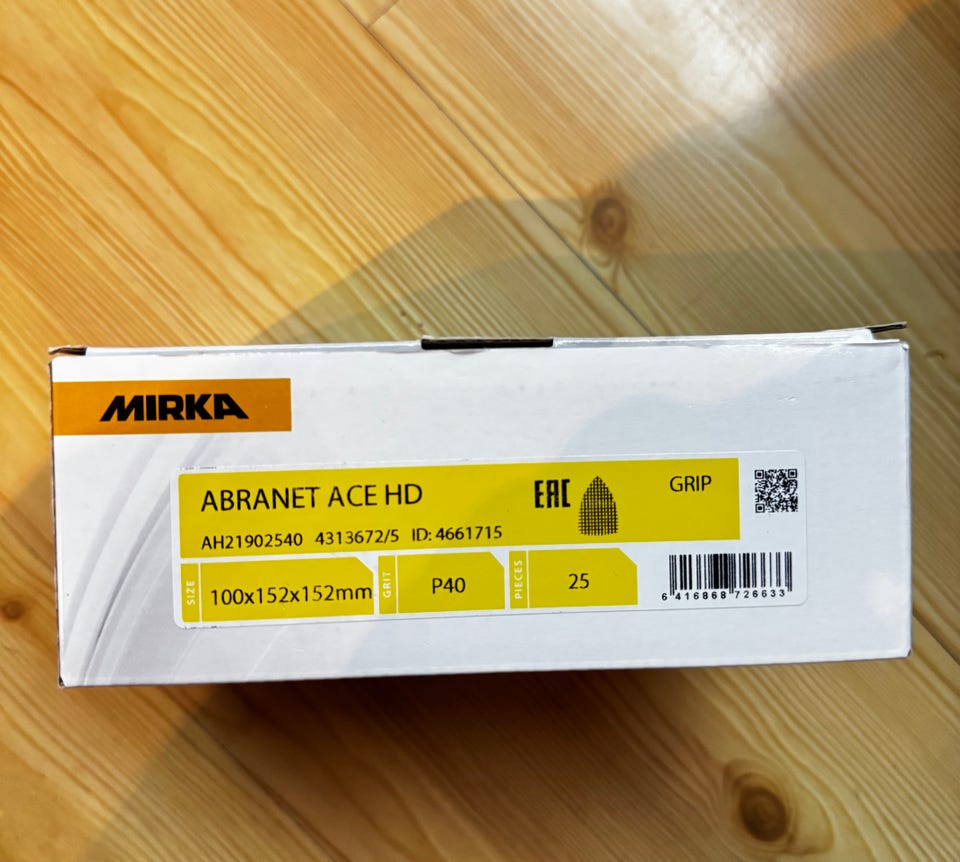 MIRKA
ABRANET ACE HD
EAC
GRIP
AH21902540 4313672/5 ID: 4661715
SIZE
100x152x152mm
GRIT
P40
PIECES
25
6 416868 726633